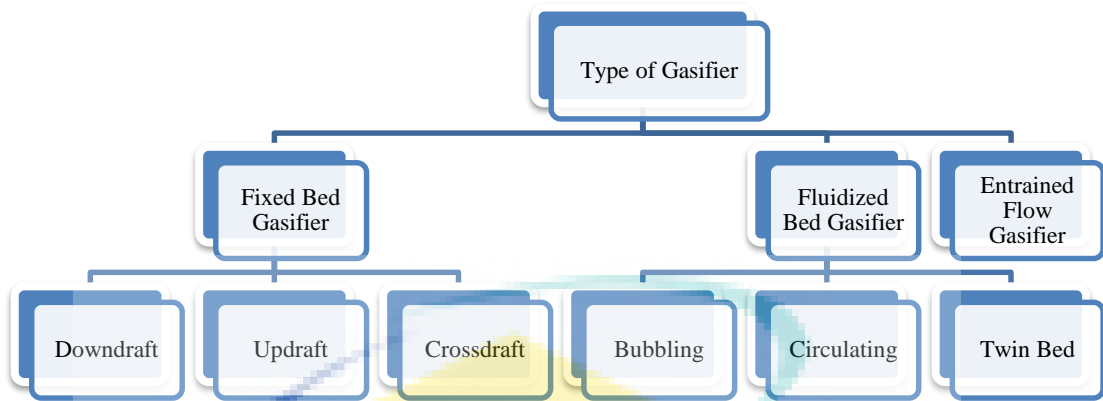 Type of Gasifier
Fixed Bed
Gasifier
Fluidized
Bed Gasifier
Entrained
Flow
Gasifier
Downdraft
Updraft
Crossdraft
Bubbling
Circulating
Twin Bed